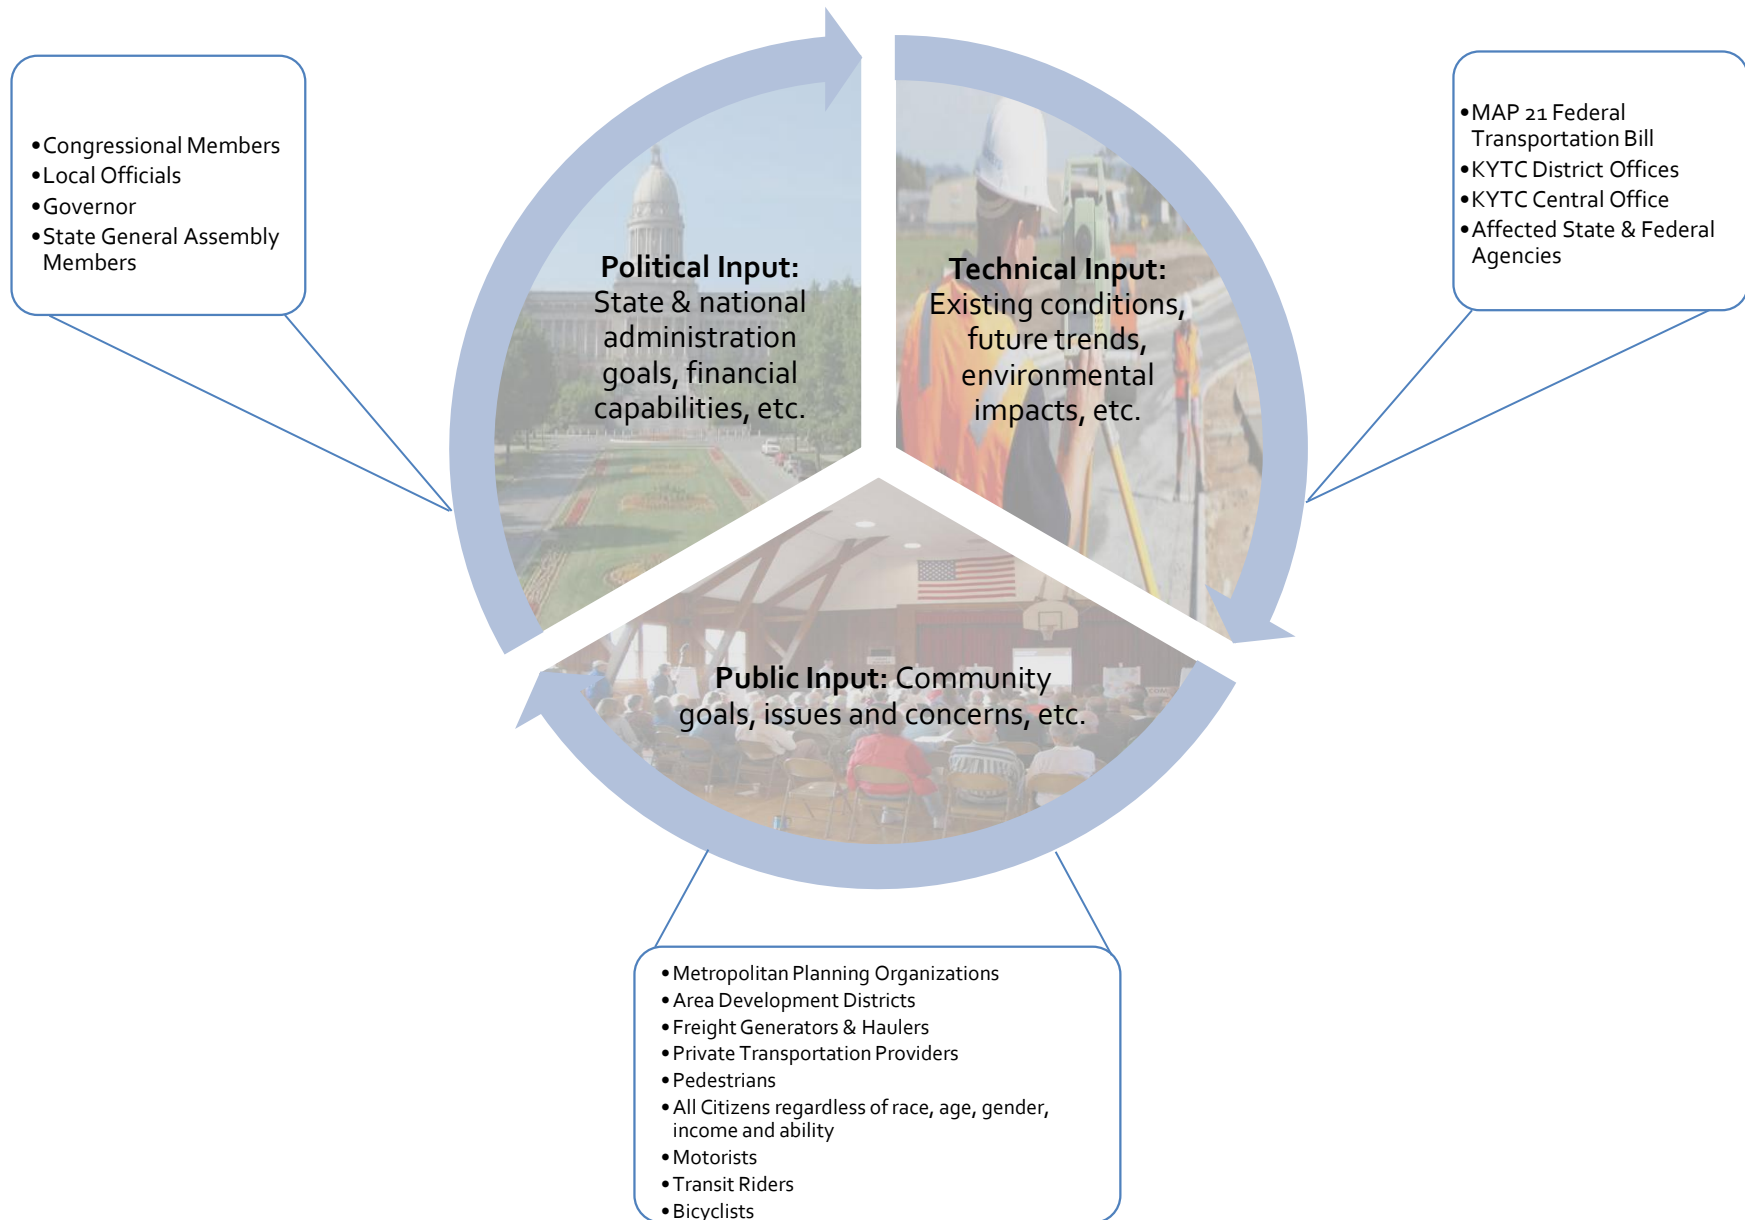 •Congressional Members
•Local Officials
•Governor
•State General Assembly
Members
Political Input:
State & national
administration
goals, financial
capabilities, etc.
Technical Input:
Existing conditions,
future trends,
environmental
impacts, etc.
•MAP 21 Federal
Transportation Bill
•KYTC District Offices
•KYTC Central Office
•Affected State & Federal
Agencies
Public Input: Community
goals, issues and concerns, etc.
•Metropolitan Planning Organizations
•Area Development Districts
•Freight Generators & Haulers
•Private Transportation Providers
•Pedestrians
•All Citizens regardless of race, age, gender,
income and ability
•Motorists
•Transit Riders
•Bicyclists